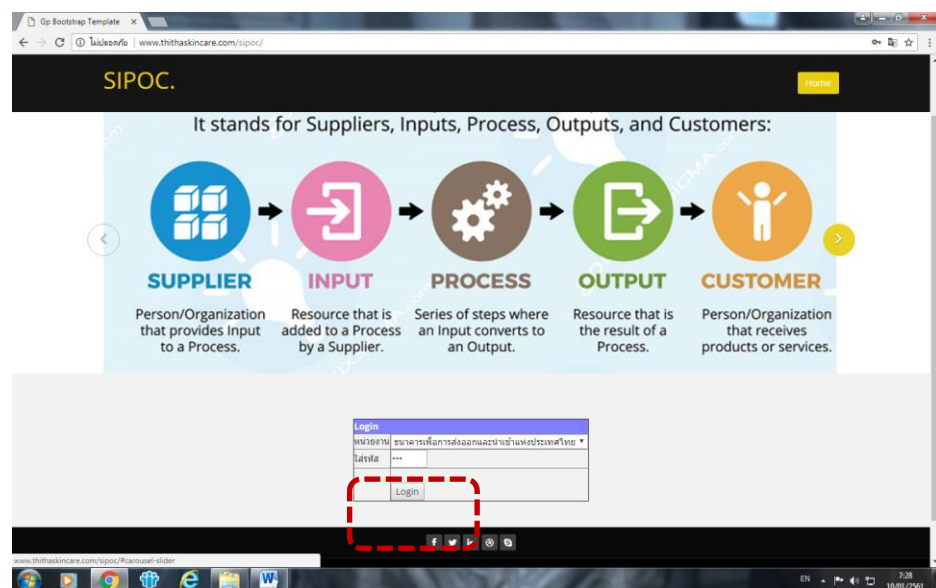 Gp Bootstrap Template
ไม่ปลอดภัย | www.thithaskincare.com/sipoc/
SIPOC.
Home
It stands for Suppliers, Inputs, Process, Outputs, and Customers:
SUPPLIER
INPUT
PROCESS
OUTPUT
CUSTOMER
Person/Organization
that provides Input
to a Process.
Resource that is
added to a Process
by a Supplier.
Series of steps where
an Input converts to
an Output.
Resource that is
the result of a
Process.
Person/Organization
that receives
products or services.
Login
หน่วยงาน ธนาคารเพื่อการส่งออกและนำเข้าแห่งประเทศไทย
ใส่รหัส ···
Login
www.thithaskincare.com/sipoc/#carousel-slider
EN
7:28
10/01/2561